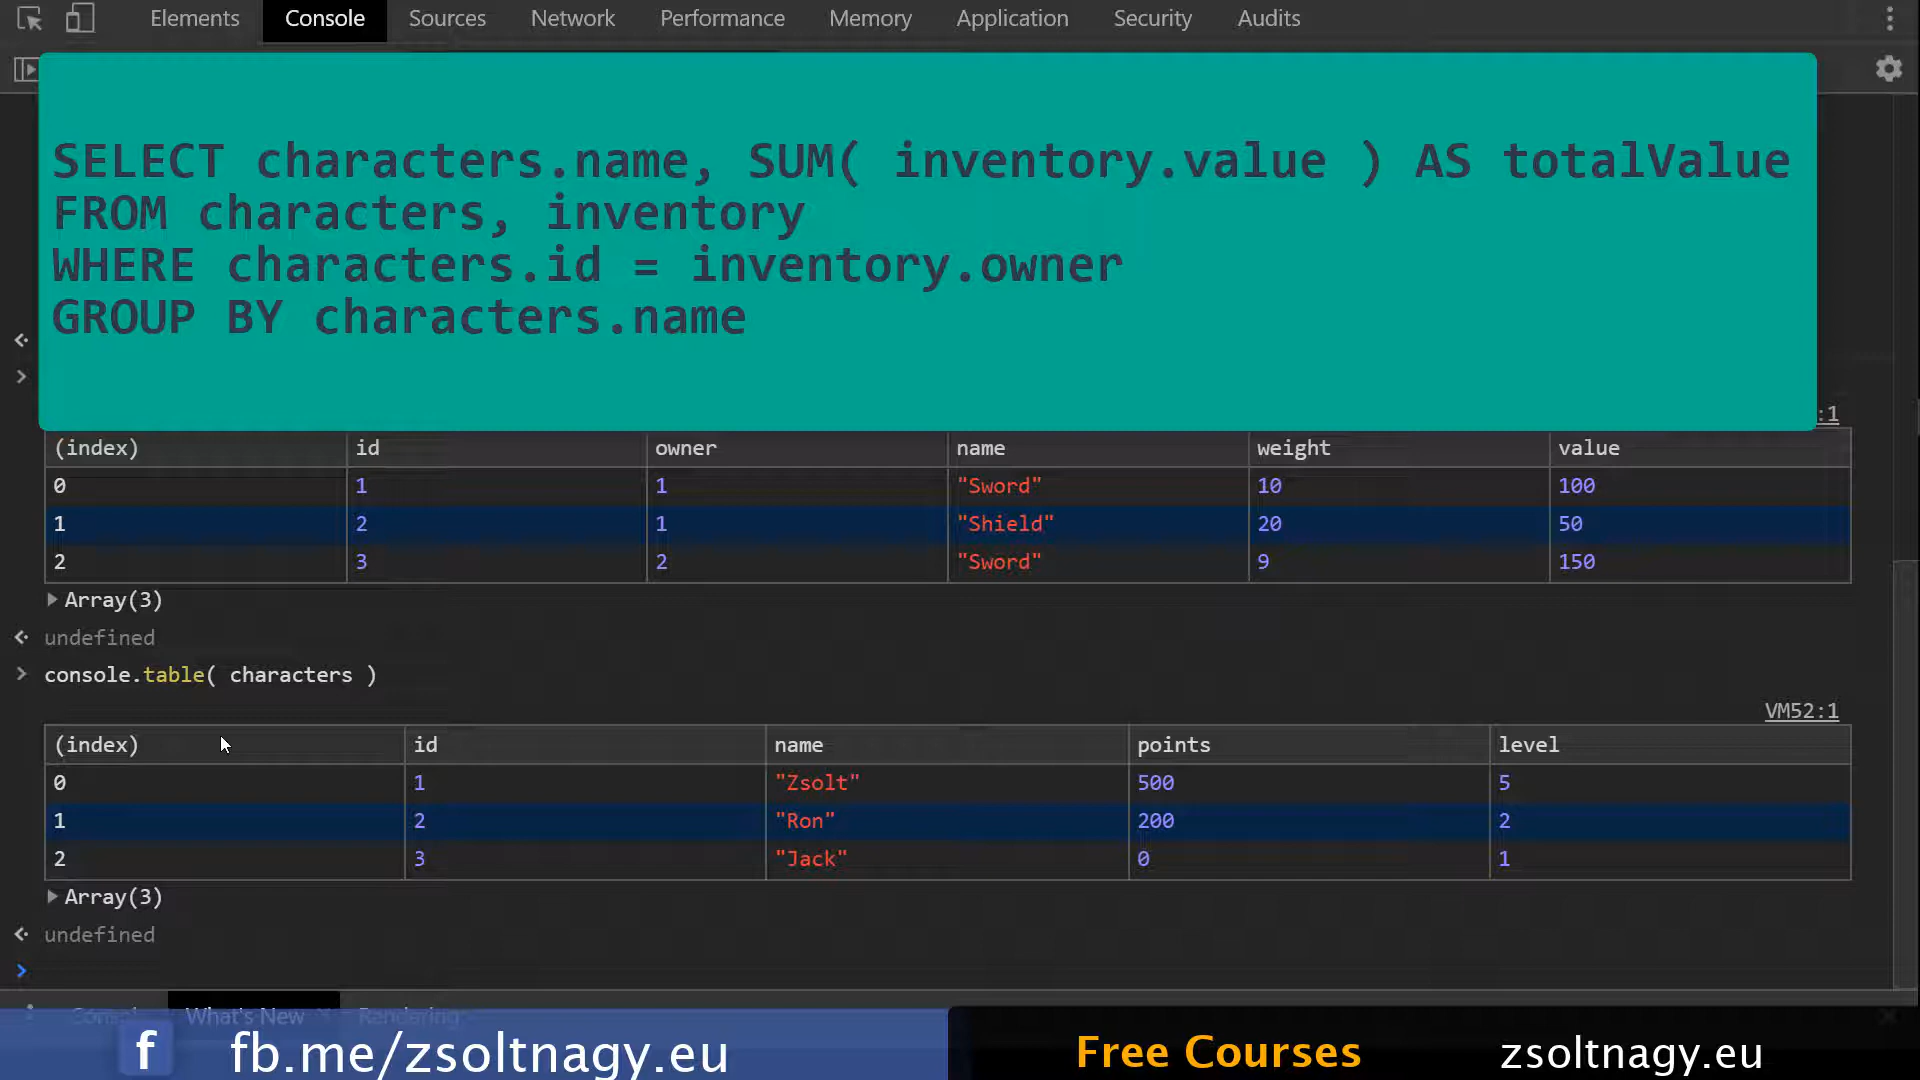 Elements Console Sources Network Performance Memory Application Security Audits
SELECT characters.name, SUM( inventory.value ) AS totalValue
FROM characters, inventory
WHERE characters.id = inventory.owner
GROUP BY characters.name
:1
(index) id owner name weight value
0 1 1 "Sword" 10 100
1 2 1 "Shield" 20 50
2 3 2 "Sword" 9 150
Array(3)
undefined
console.table( characters )
VM52:1
(index) id name points level
0 1 "Zsolt" 500 5
1 2 "Ron" 200 2
2 3 "Jack" 0 1
Array(3)
undefined
Console What's New Rendering
f fb.me/zsoltnagy.eu Free Courses zsoltnagy.eu